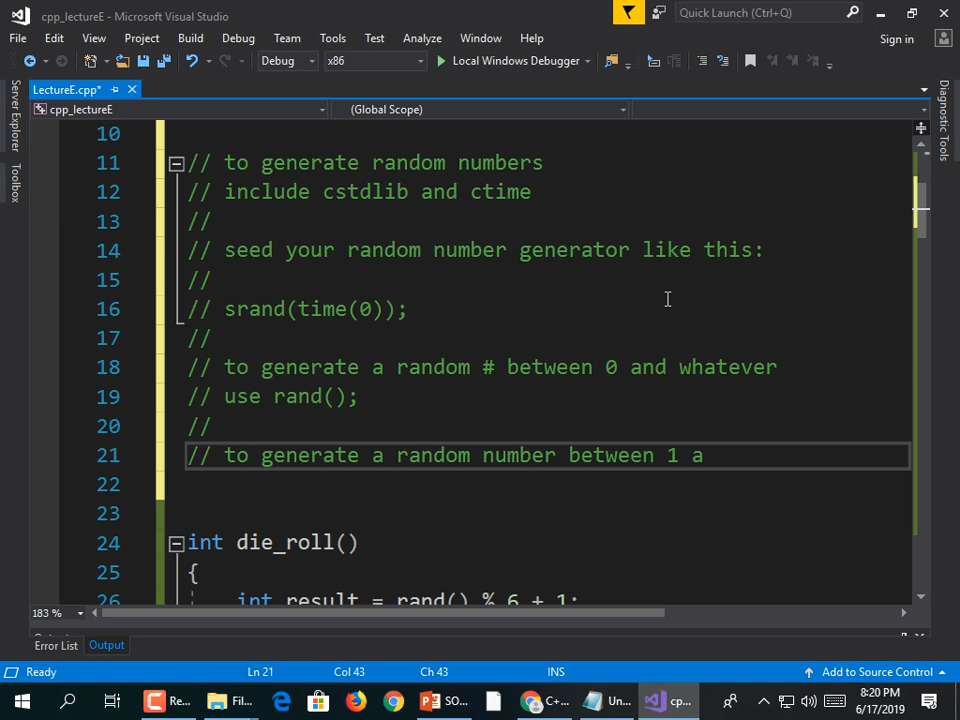 cpp_lectureE - Microsoft Visual Studio
Quick Launch (Ctrl+Q)
File Edit View Project Build Debug Team Tools Test Analyze Window Help
Sign in
Debug x86 Local Windows Debugger
LectureE.cpp*
cpp_lectureE (Global Scope)
Server Explorer
Toolbox
Diagnostic Tools
10
11 // to generate random numbers
12 // include cstdlib and ctime
13 //
14 // seed your random number generator like this:
15 //
16 // srand(time(0));
17 //
18 // to generate a random # between 0 and whatever
19 // use rand();
20 //
21 // to generate a random number between 1 a
22
23
24 int die_roll()
25 {
26 int result = rand() % 6 + 1;
183 %
Error List Output
Ready Ln 21 Col 43 Ch 43 INS Add to Source Control
Re... Fil... SO... C+... Un... cp...
8:20 PM
6/17/2019